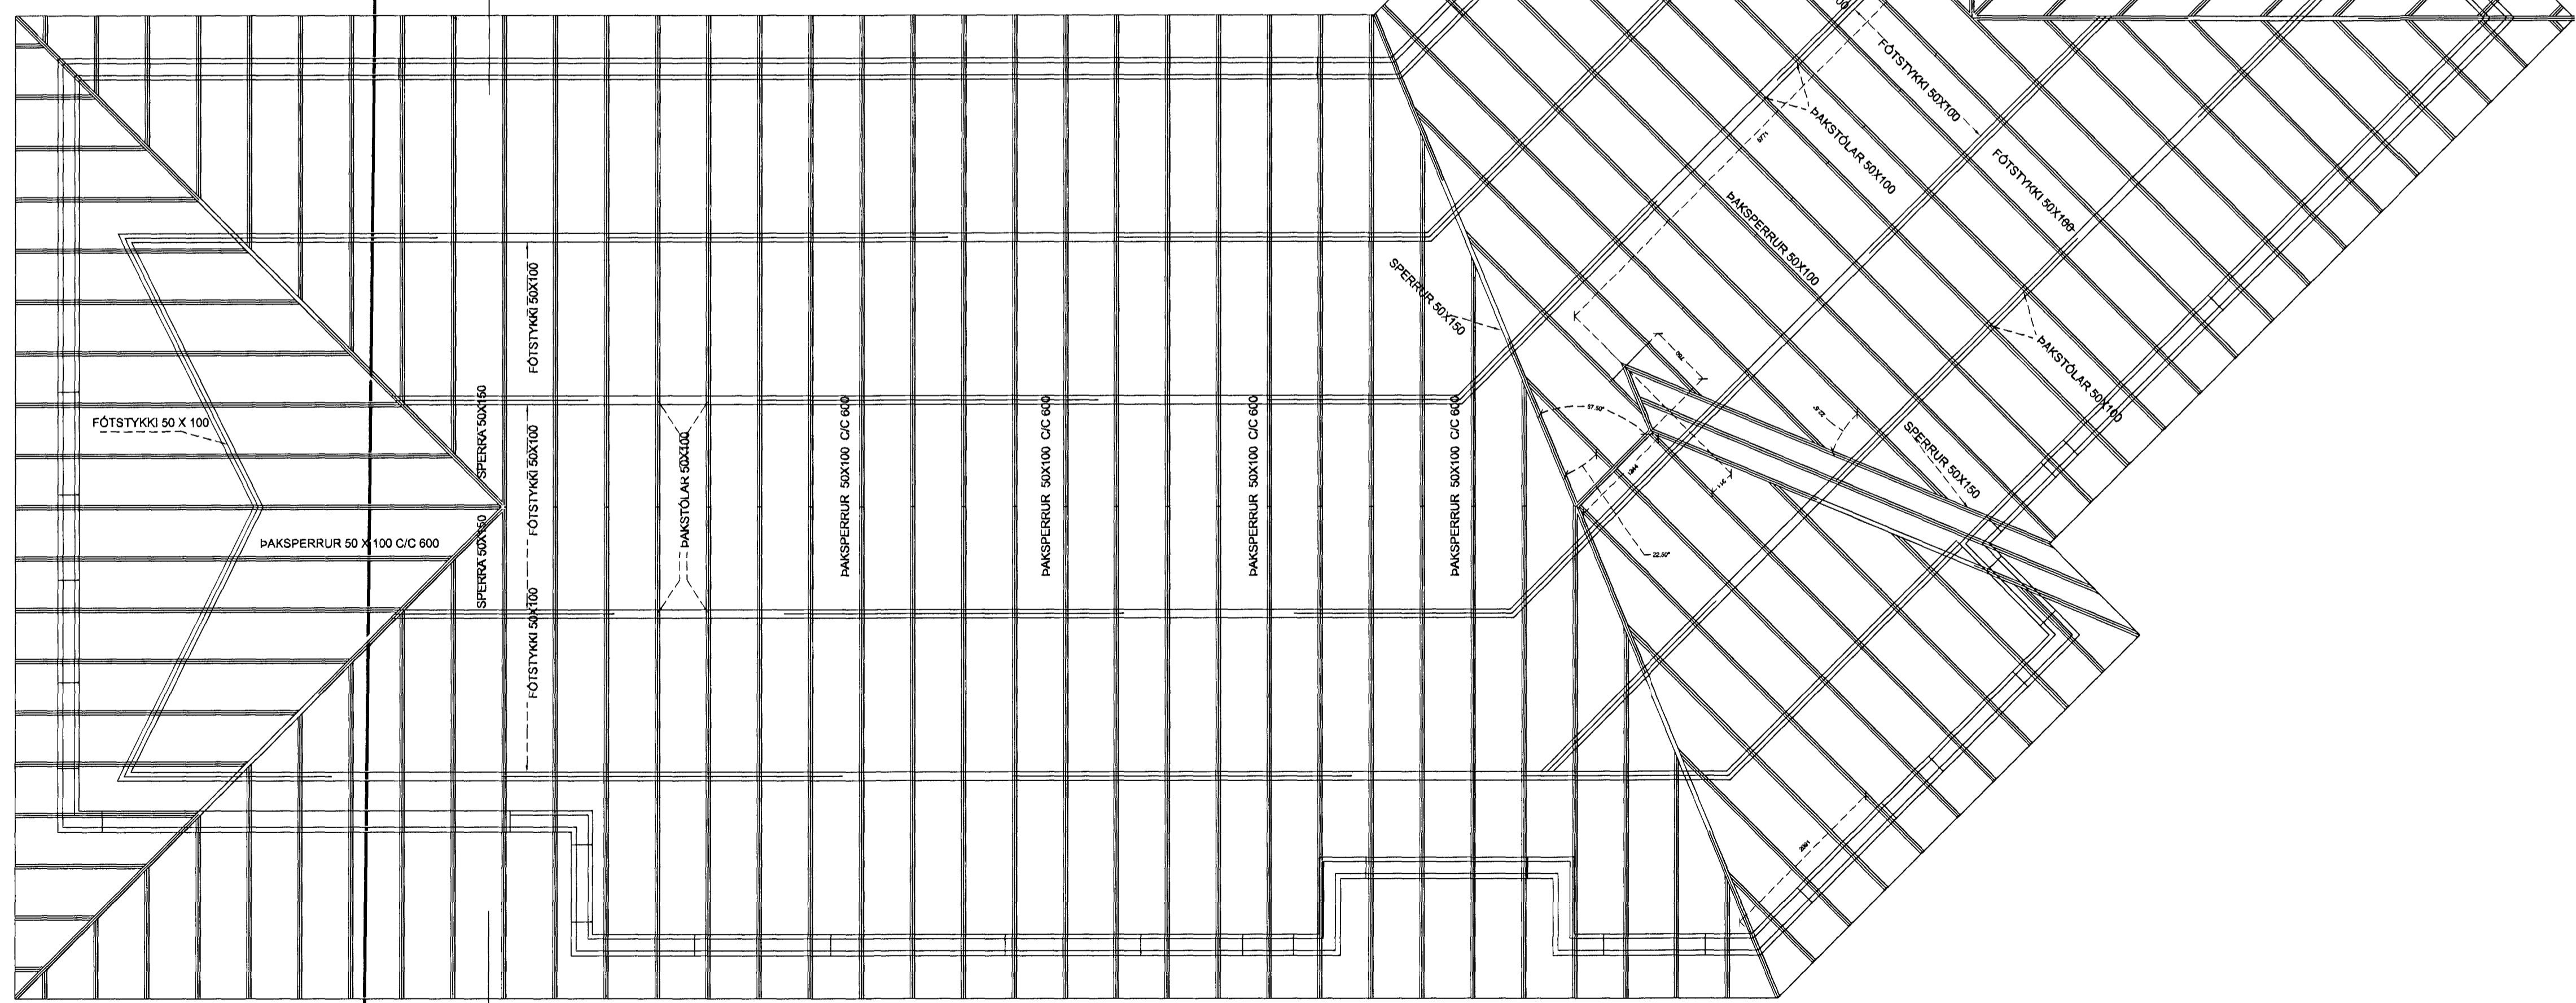 FÓTSTYKKI 50 X 100
ÞAKSPERRUR 50 X 100 C/C 600
SPERRA 50X150
SPERRA 50X150
FÓTSTYKKI 50X100
FÓTSTYKKI 50X100
FÓTSTYKKI 50X100
ÞAKSTÓLAR 50X100
ÞAKSPERRUR 50X100 C/C 600
ÞAKSPERRUR 50X100 C/C 600
ÞAKSPERRUR 50X100 C/C 600
ÞAKSPERRUR 50X100 C/C 600
SPERRUR 50X150
FÓTSTYKKI 50X100
ÞAKSTÓLAR 50X100
FÓTSTYKKI 50X100
ÞAKSPERRUR 50X100
ÞAKSTÓLAR 50X100
SPERRUR 50X150
67.50°
22.50°